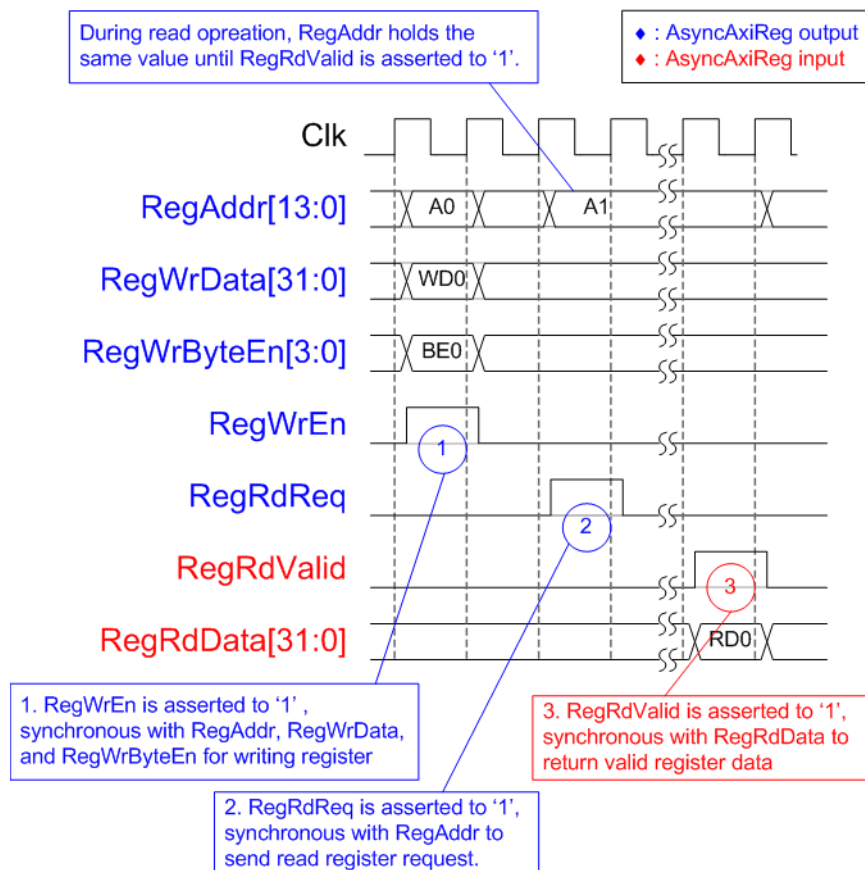 During read opreation, RegAddr holds the
same value until RegRdValid is asserted to ‘1’.
♦ : AsyncAxiReg output
♦ : AsyncAxiReg input
Clk
RegAddr[13:0]
A0
A1
RegWrData[31:0]
WD0
RegWrByteEn[3:0]
BE0
RegWrEn
1
RegRdReq
2
RegRdValid
3
RegRdData[31:0]
RD0
1. RegWrEn is asserted to ‘1’ ,
synchronous with RegAddr, RegWrData,
and RegWrByteEn for writing register
3. RegRdValid is asserted to ‘1’,
synchronous with RegRdData to
return valid register data
2. RegRdReq is asserted to ‘1’,
synchronous with RegAddr to
send read register request.